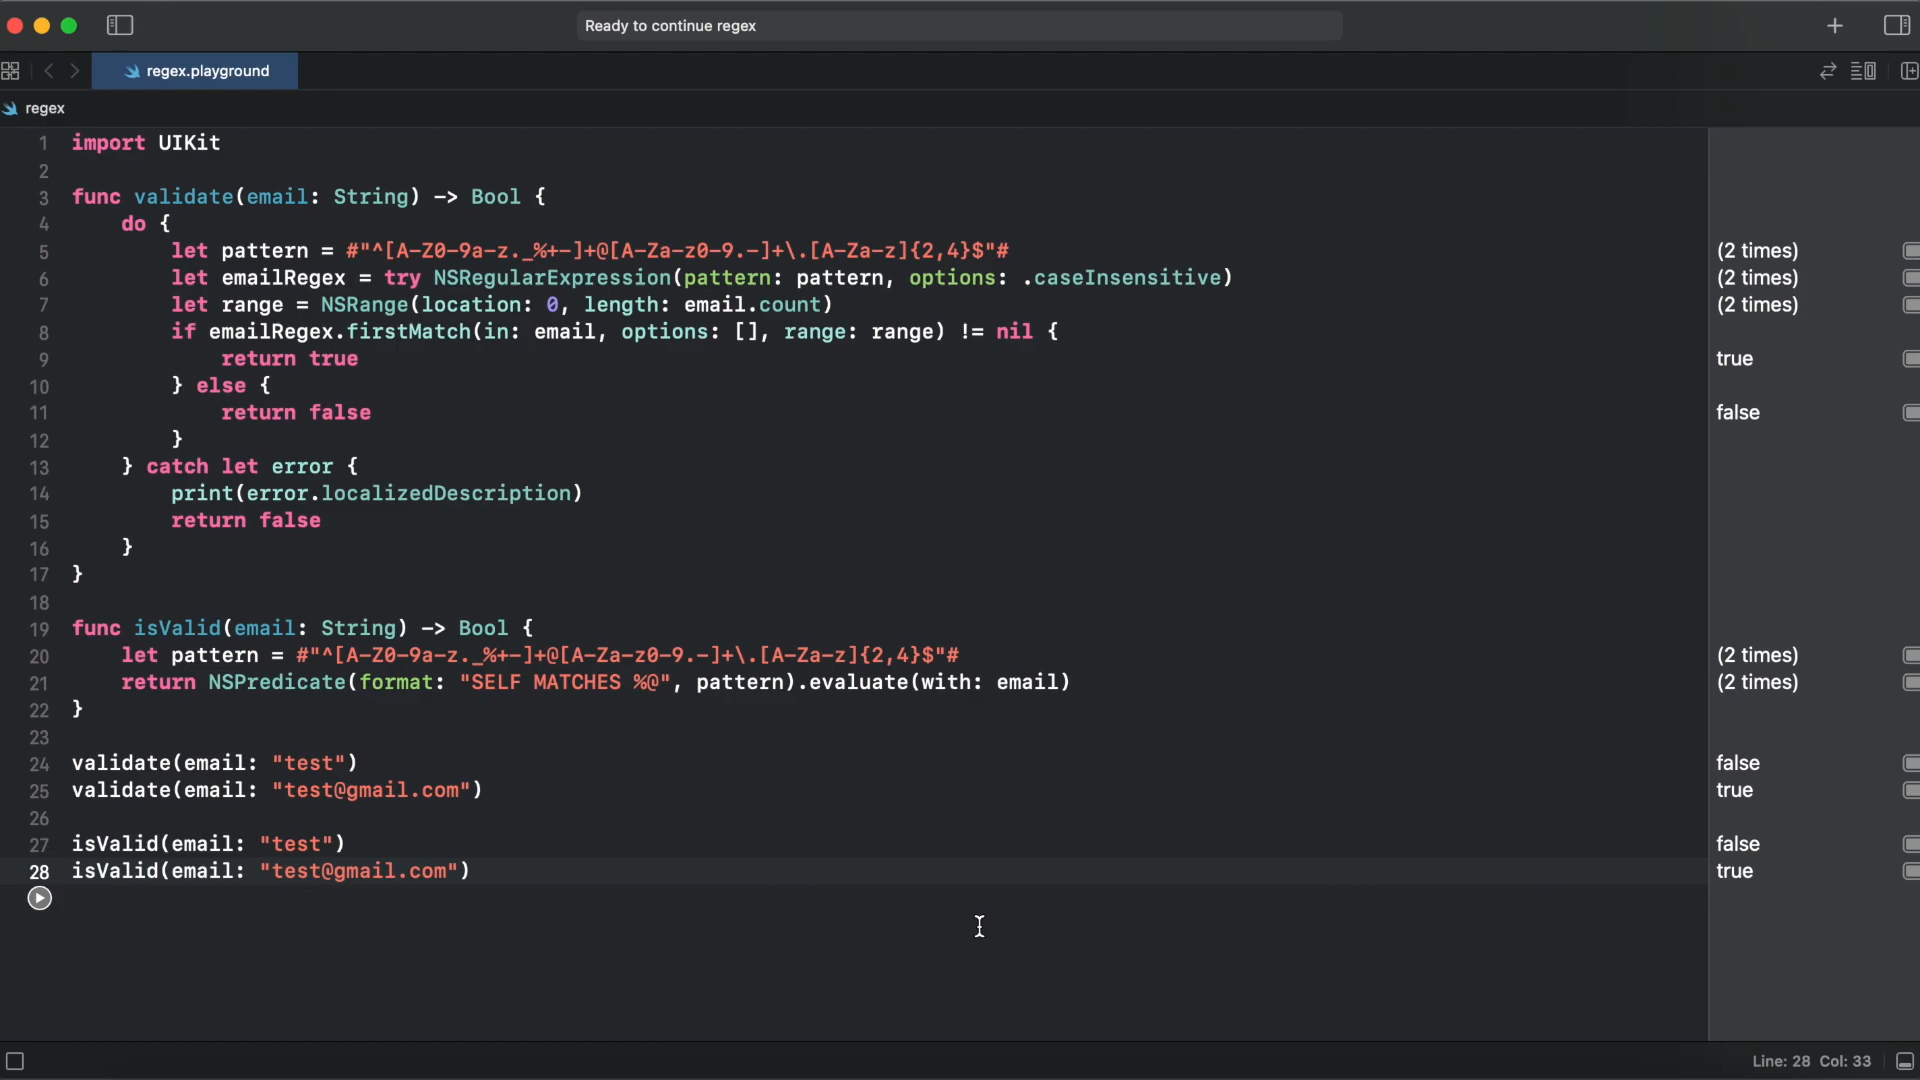 Ready to continue regex
regex.playground
regex
1 import UIKit
2
3 func validate(email: String) -> Bool {
4     do {
5         let pattern = #"^[A-Z0-9a-z._%+-]+@[A-Za-z0-9.-]+\.[A-Za-z]{2,4}$"# (2 times)
6         let emailRegex = try NSRegularExpression(pattern: pattern, options: .caseInsensitive) (2 times)
7         let range = NSRange(location: 0, length: email.count) (2 times)
8         if emailRegex.firstMatch(in: email, options: [], range: range) != nil {
9             return true true
10         } else {
11             return false false
12         }
13     } catch let error {
14         print(error.localizedDescription)
15         return false
16     }
17 }
18
19 func isValid(email: String) -> Bool {
20     let pattern = #"^[A-Z0-9a-z._%+-]+@[A-Za-z0-9.-]+\.[A-Za-z]{2,4}$"# (2 times)
21     return NSPredicate(format: "SELF MATCHES %@", pattern).evaluate(with: email) (2 times)
22 }
23
24 validate(email: "test") false
25 validate(email: "test@gmail.com") true
26
27 isValid(email: "test") false
28 isValid(email: "test@gmail.com") true
Line: 28 Col: 33